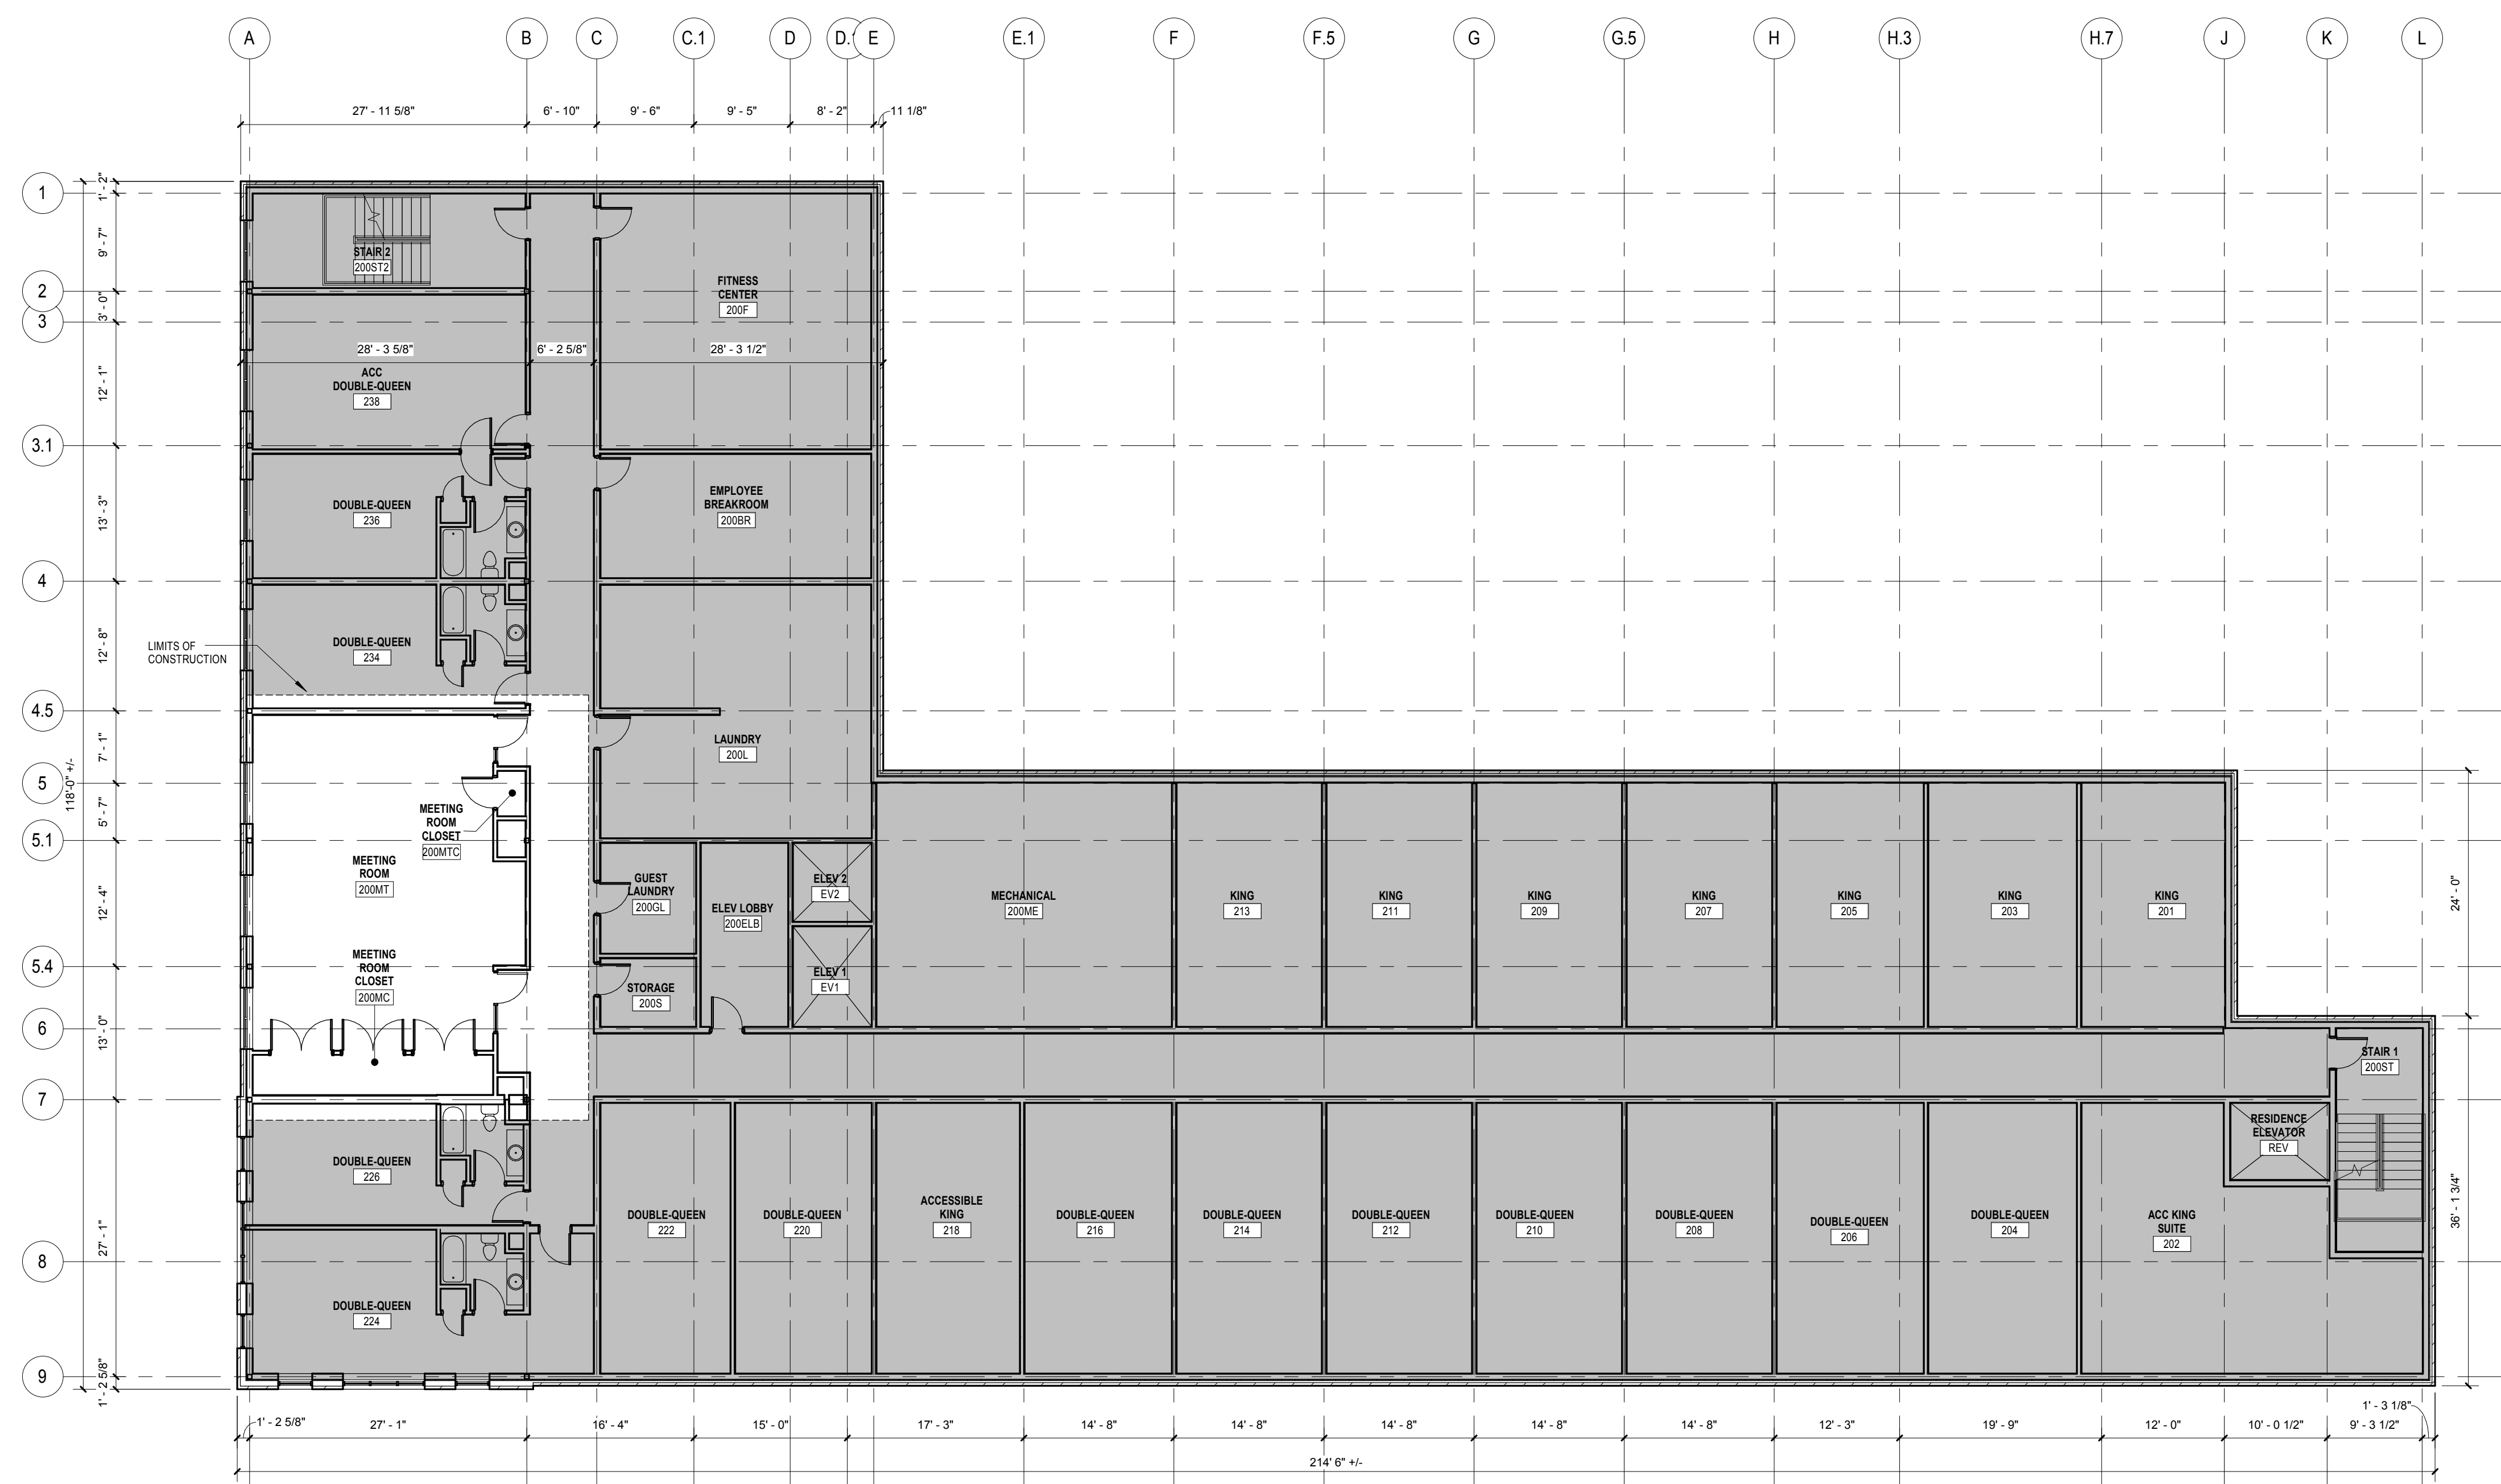 A B C C.1 D D. E E.1 F F.5 G G.5 H H.3 H.7 J K L
27' - 11 5/8" 6' - 10" 9' - 6" 9' - 5" 8' - 2" 11 1/8"
1' - 2"
1
9' - 7"
STAIR 2
200ST2
2
3' - 0"
3
FITNESS
CENTER
200F
28' - 3 5/8" 6' - 2 5/8" 28' - 3 1/2"
12' - 1"
ACC
DOUBLE-QUEEN
238
3.1
13' - 3"
DOUBLE-QUEEN
236
EMPLOYEE
BREAKROOM
200BR
4
12' - 8"
LIMITS OF
CONSTRUCTION
DOUBLE-QUEEN
234
4.5
7' - 1"
LAUNDRY
200L
118'-0" +/-
5
5' - 7"
MEETING
ROOM
CLOSET
200MTC
5.1
12' - 4"
MEETING
ROOM
200MT
GUEST
LAUNDRY
200GL
ELEV LOBBY
200ELB
ELEV 2
EV2
MECHANICAL
200ME
KING
213
KING
211
KING
209
KING
207
KING
205
KING
203
KING
201
24' - 0"
5.4
MEETING
ROOM
CLOSET
200MC
STORAGE
200S
ELEV 1
EV1
6
13' - 0"
STAIR 1
200ST
7
DOUBLE-QUEEN
226
RESIDENCE
ELEVATOR
REV
27' - 1"
DOUBLE-QUEEN
222
DOUBLE-QUEEN
220
ACCESSIBLE
KING
218
DOUBLE-QUEEN
216
DOUBLE-QUEEN
214
DOUBLE-QUEEN
212
DOUBLE-QUEEN
210
DOUBLE-QUEEN
208
DOUBLE-QUEEN
206
DOUBLE-QUEEN
204
ACC KING
SUITE
202
36' - 1 3/4"
8
DOUBLE-QUEEN
224
9
1' - 2 5/8"
1' - 2 5/8" 27' - 1" 16' - 4" 15' - 0" 17' - 3" 14' - 8" 14' - 8" 14' - 8" 14' - 8" 14' - 8" 12' - 3" 19' - 9" 12' - 0" 10' - 0 1/2" 9' - 3 1/2" 1' - 3 1/8"
214' 6" +/-